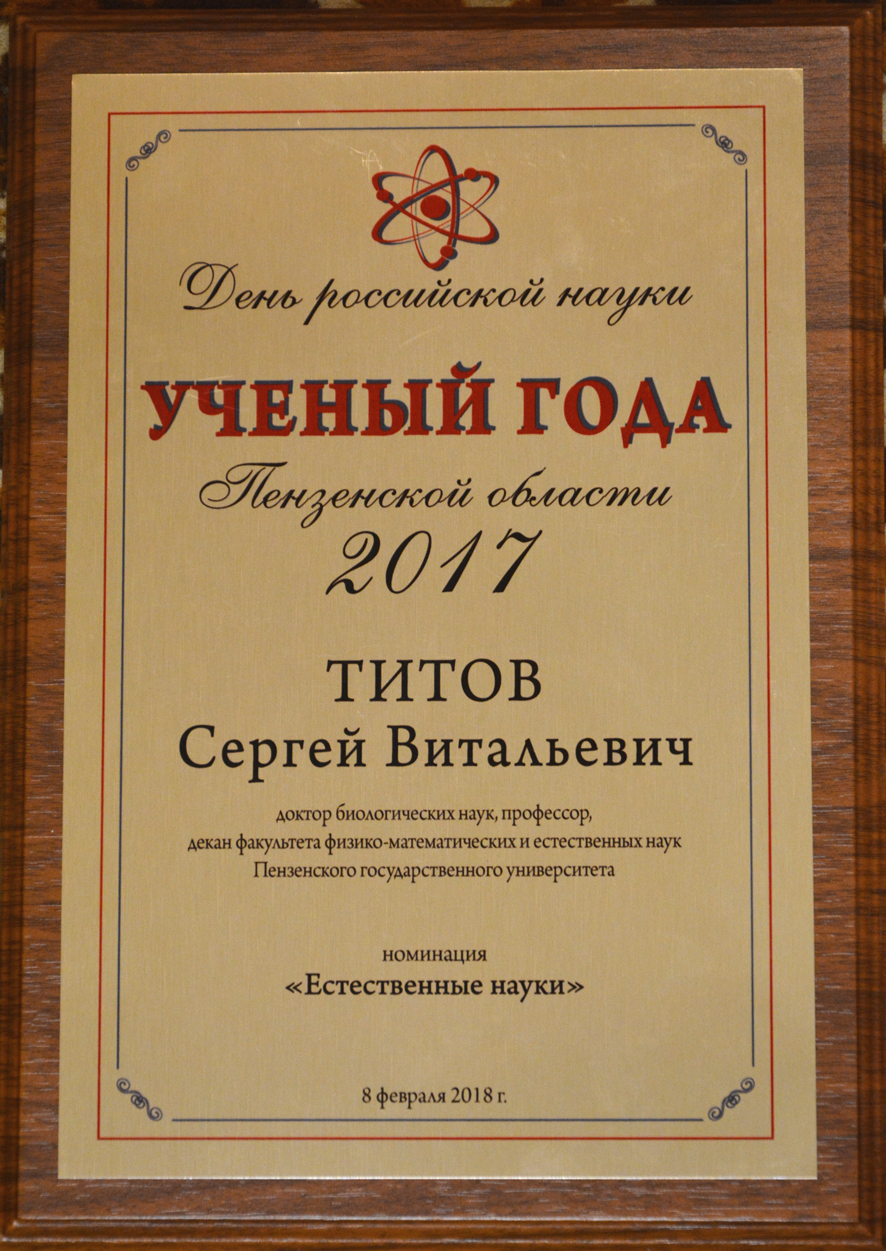 День российской науки
УЧЕНЫЙ ГОДА
Пензенской области
2017
ТИТОВ
Сергей Витальевич
доктор биологических наук, профессор,
декан факультета физико-математических и естественных наук
Пензенского государственного университета
номинация
«Естественные науки»
8 февраля 2018 г.